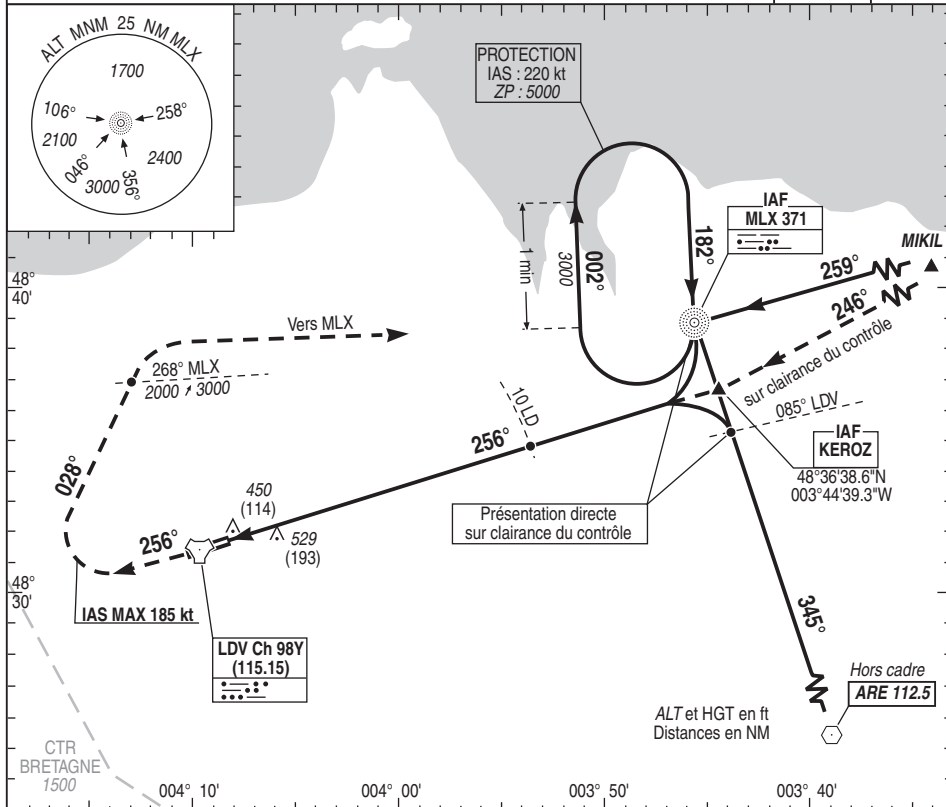 ALT MNM 25 NM MLX
1700
106°
258°
2100
2400
046°
3000
356°
PROTECTION
IAS : 220 kt
ZP : 5000
IAF
MLX 371
MIKIL
182°
002°
3000
1 min
259°
246°
sur clairance du contrôle
48°
40'
Vers MLX
268° MLX
2000 ➚ 3000
085° LDV
IAF
KEROZ
48°36'38.6"N
003°44'39.3"W
10 LD
256°
028°
450
(114)
529
(193)
Présentation directe
sur clairance du contrôle
256°
48°
30'
IAS MAX 185 kt
345°
LDV Ch 98Y
(115.15)
Hors cadre
ARE 112.5
ALT et HGT en ft
Distances en NM
CTR
BRETAGNE
1500
004° 10'
004° 00'
003° 50'
003° 40'